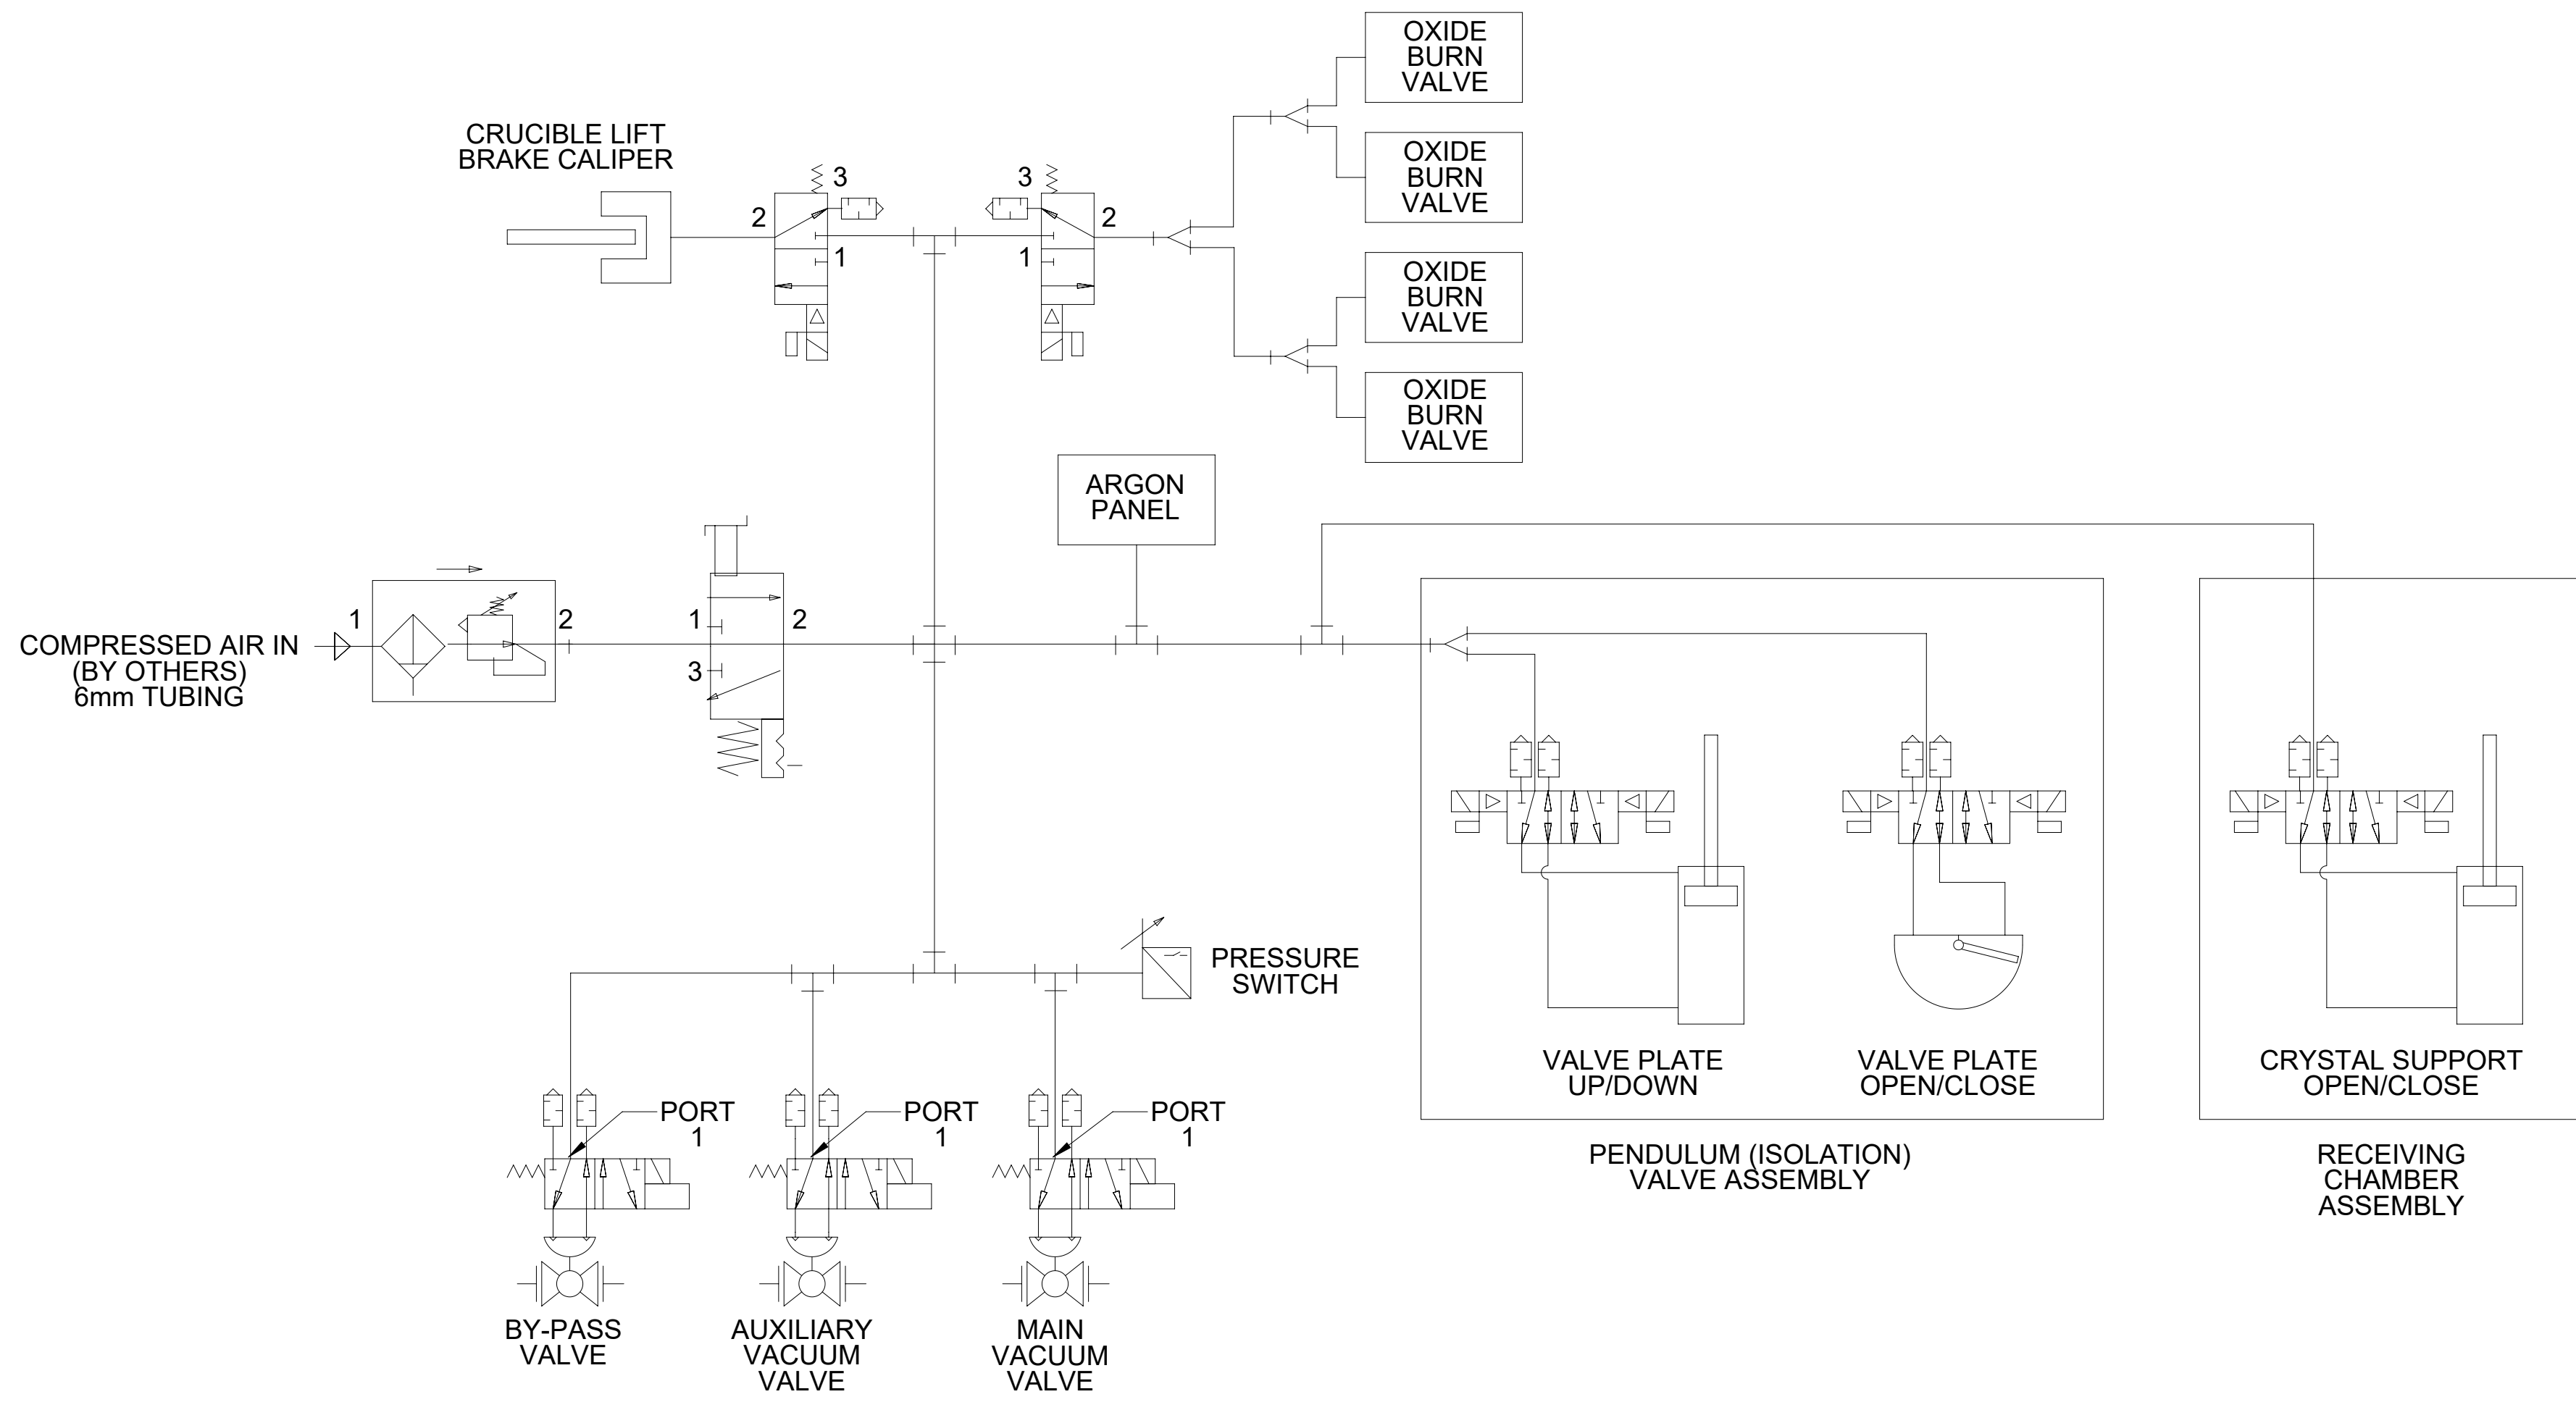 OXIDE
BURN
VALVE
CRUCIBLE LIFT
BRAKE CALIPER
OXIDE
BURN
VALVE
3
3
2
2
1
1
OXIDE
BURN
VALVE
OXIDE
BURN
VALVE
ARGON
PANEL
1
2
1
2
3
COMPRESSED AIR IN
(BY OTHERS)
6mm TUBING
PRESSURE
SWITCH
VALVE PLATE
UP/DOWN
VALVE PLATE
OPEN/CLOSE
CRYSTAL SUPPORT
OPEN/CLOSE
PORT
1
PORT
1
PORT
1
PENDULUM (ISOLATION)
VALVE ASSEMBLY
RECEIVING
CHAMBER
ASSEMBLY
BY-PASS
VALVE
AUXILIARY
VACUUM
VALVE
MAIN
VACUUM
VALVE